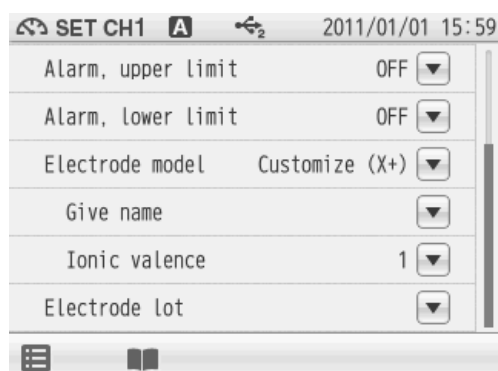 SET CH1 A 2 2011/01/01 15:59
Alarm, upper limit OFF
Alarm, lower limit OFF
Electrode model Customize (X+)
Give name
Ionic valence 1
Electrode lot